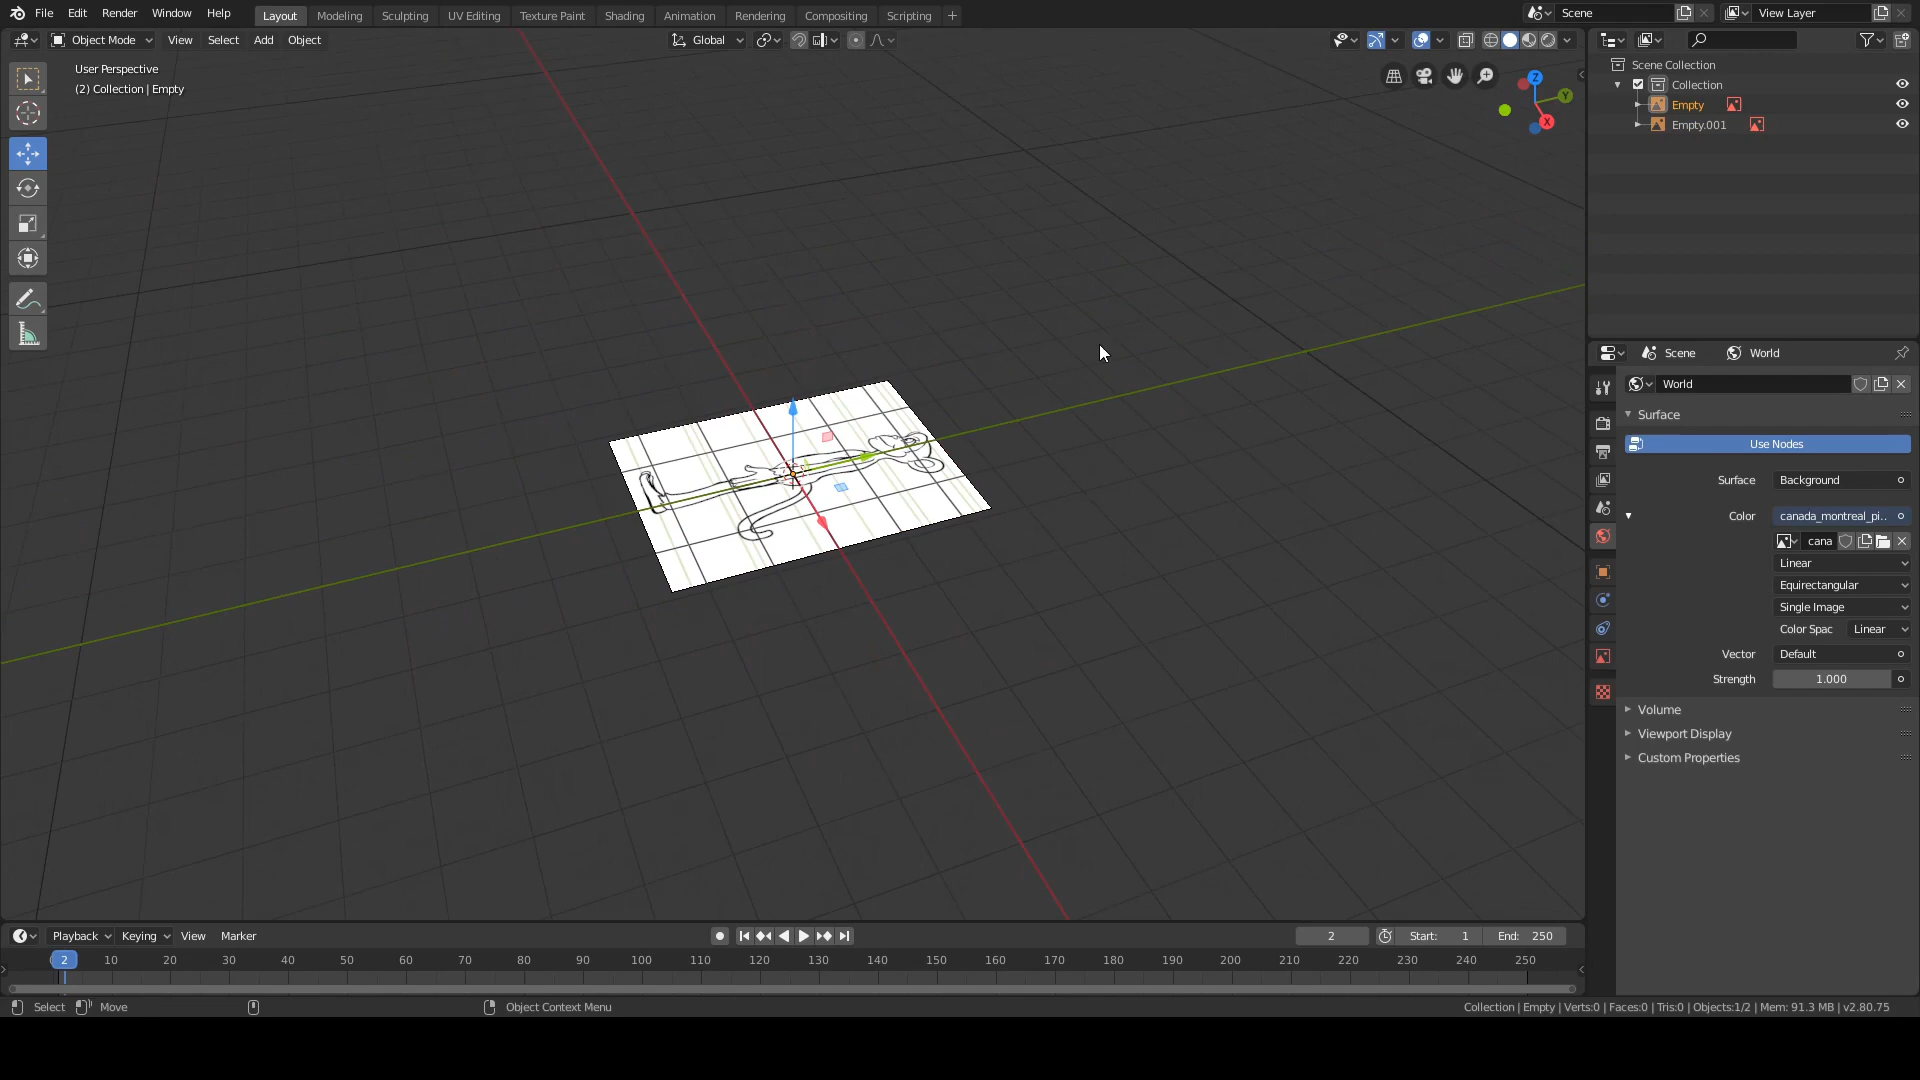 File Edit Render Window Help Layout Modeling Sculpting UV Editing Texture Paint Shading Animation Rendering Compositing Scripting + Scene View Layer
Object Mode View Select Add Object Global
User Perspective
(2) Collection | Empty
Z
Y
X
Scene Collection
Collection
Empty
Empty.001
Scene World
World
Surface
Use Nodes
Surface Background
Color canada_montreal_pi..
cana
Linear
Equirectangular
Single Image
Color Spac Linear
Vector Default
Strength 1.000
Volume
Viewport Display
Custom Properties
Playback Keying View Marker 2 Start: 1 End: 250
2 10 20 30 40 50 60 70 80 90 100 110 120 130 140 150 160 170 180 190 200 210 220 230 240 250
Select Move Object Context Menu Collection | Empty | Verts:0 | Faces:0 | Tris:0 | Objects:1/2 | Mem: 91.3 MB | v2.80.75